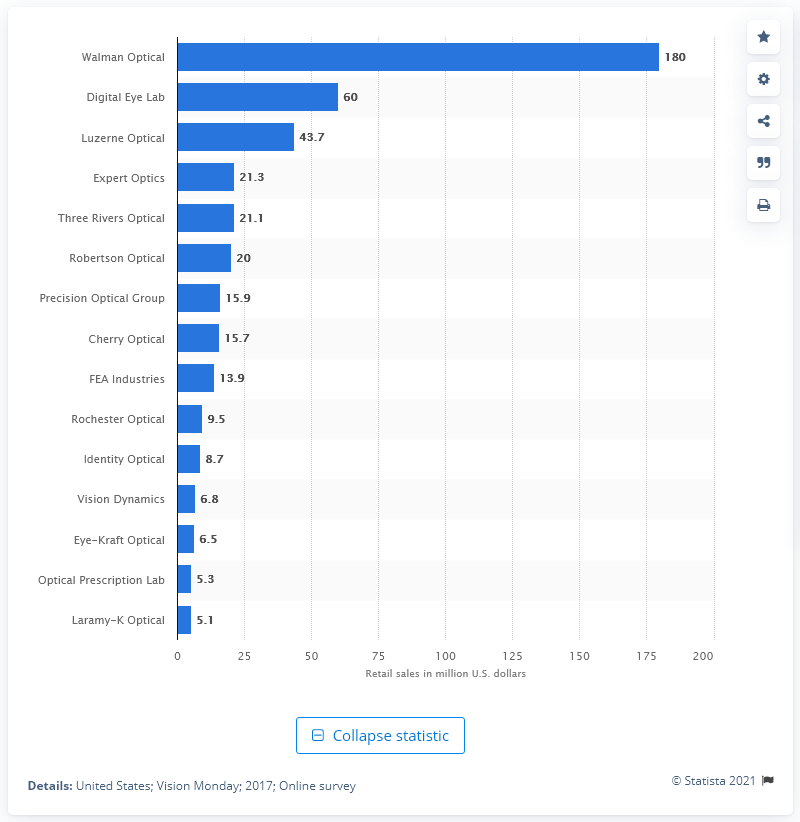 Walman Optical 180
Digital Eye Lab 60
Luzerne Optical 43.7
Expert Optics 21.3
Three Rivers Optical 21.1
Robertson Optical 20
Precision Optical Group 15.9
Cherry Optical 15.7
FEA Industries 13.9
Rochester Optical 9.5
Identity Optical 8.7
Vision Dynamics 6.8
Eye-Kraft Optical 6.5
Optical Prescription Lab 5.3
Laramy-K Optical 5.1
0 25 50 75 100 125 150 175 200
Retail sales in million U.S. dollars
Collapse statistic
Details: United States; Vision Monday; 2017; Online survey
© Statista 2021